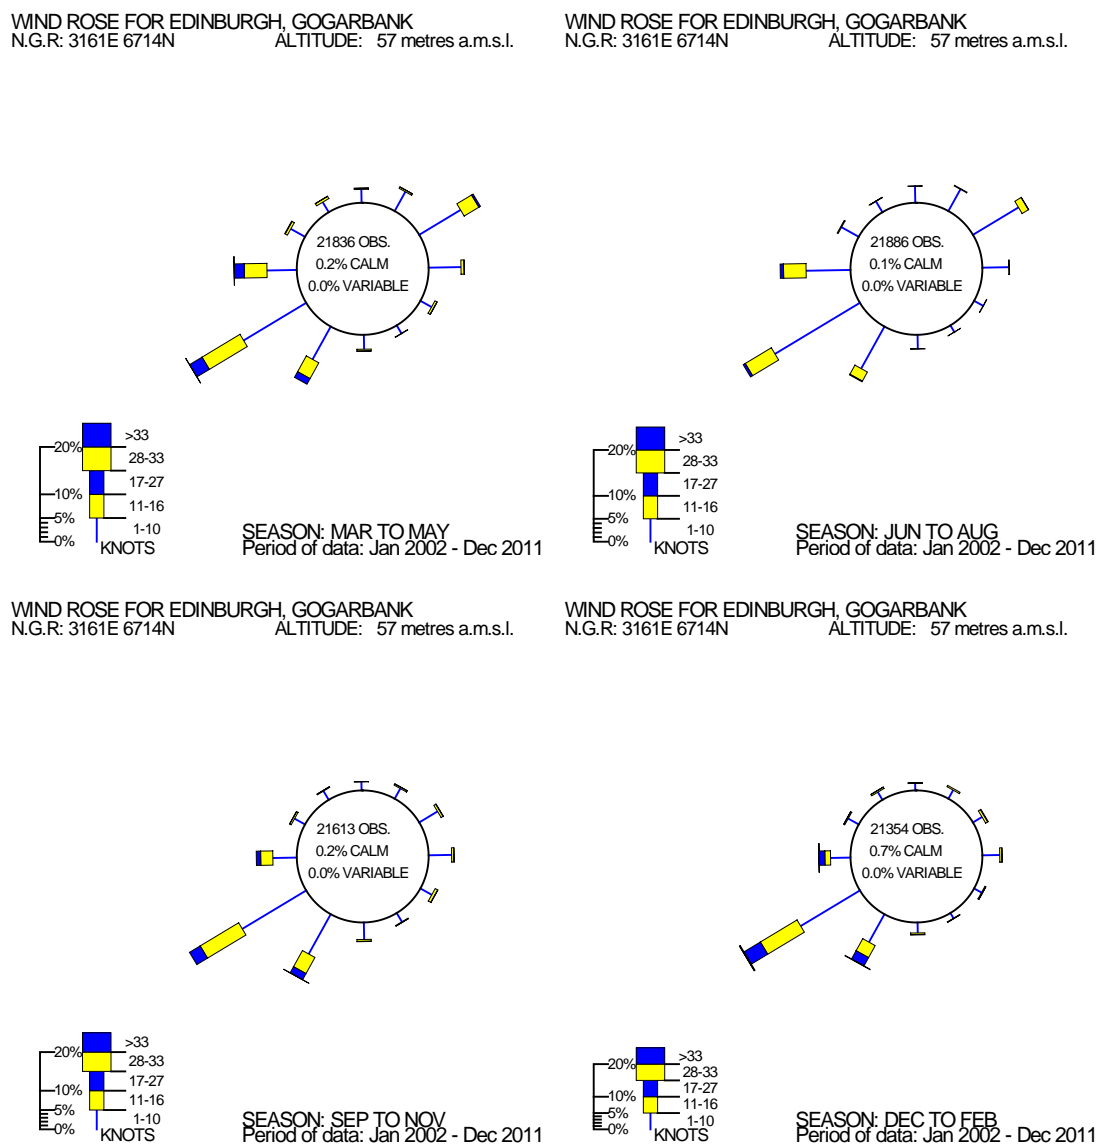 WIND ROSE FOR EDINBURGH, GOGARBANK
N.G.R: 3161E 6714N ALTITUDE: 57 metres a.m.s.l.
21836 OBS.
0.2% CALM
0.0% VARIABLE
>33
20%
28-33
17-27
10%
11-16
5%
1-10
0%
KNOTS
SEASON: MAR TO MAY
Period of data: Jan 2002 - Dec 2011
WIND ROSE FOR EDINBURGH, GOGARBANK
N.G.R: 3161E 6714N ALTITUDE: 57 metres a.m.s.l.
21886 OBS.
0.1% CALM
0.0% VARIABLE
>33
20%
28-33
17-27
10%
11-16
5%
1-10
0%
KNOTS
SEASON: JUN TO AUG
Period of data: Jan 2002 - Dec 2011
WIND ROSE FOR EDINBURGH, GOGARBANK
N.G.R: 3161E 6714N ALTITUDE: 57 metres a.m.s.l.
21613 OBS.
0.2% CALM
0.0% VARIABLE
>33
20%
28-33
17-27
10%
11-16
5%
1-10
0%
KNOTS
SEASON: SEP TO NOV
Period of data: Jan 2002 - Dec 2011
WIND ROSE FOR EDINBURGH, GOGARBANK
N.G.R: 3161E 6714N ALTITUDE: 57 metres a.m.s.l.
21354 OBS.
0.7% CALM
0.0% VARIABLE
>33
20%
28-33
17-27
10%
11-16
5%
1-10
0%
KNOTS
SEASON: DEC TO FEB
Period of data: Jan 2002 - Dec 2011